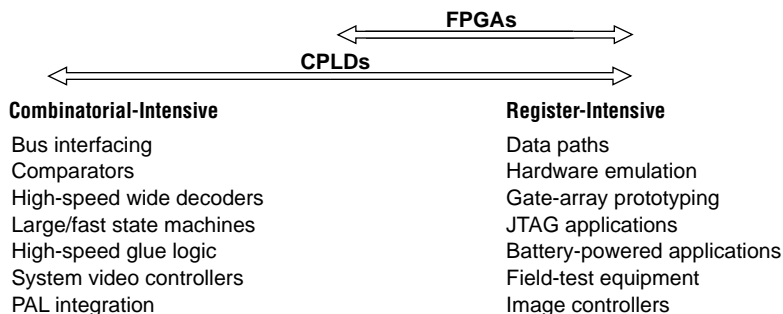 FPGAs
CPLDs
Combinatorial-Intensive
Bus interfacing
Comparators
High-speed wide decoders
Large/fast state machines
High-speed glue logic
System video controllers
PAL integration
Register-Intensive
Data paths
Hardware emulation
Gate-array prototyping
JTAG applications
Battery-powered applications
Field-test equipment
Image controllers